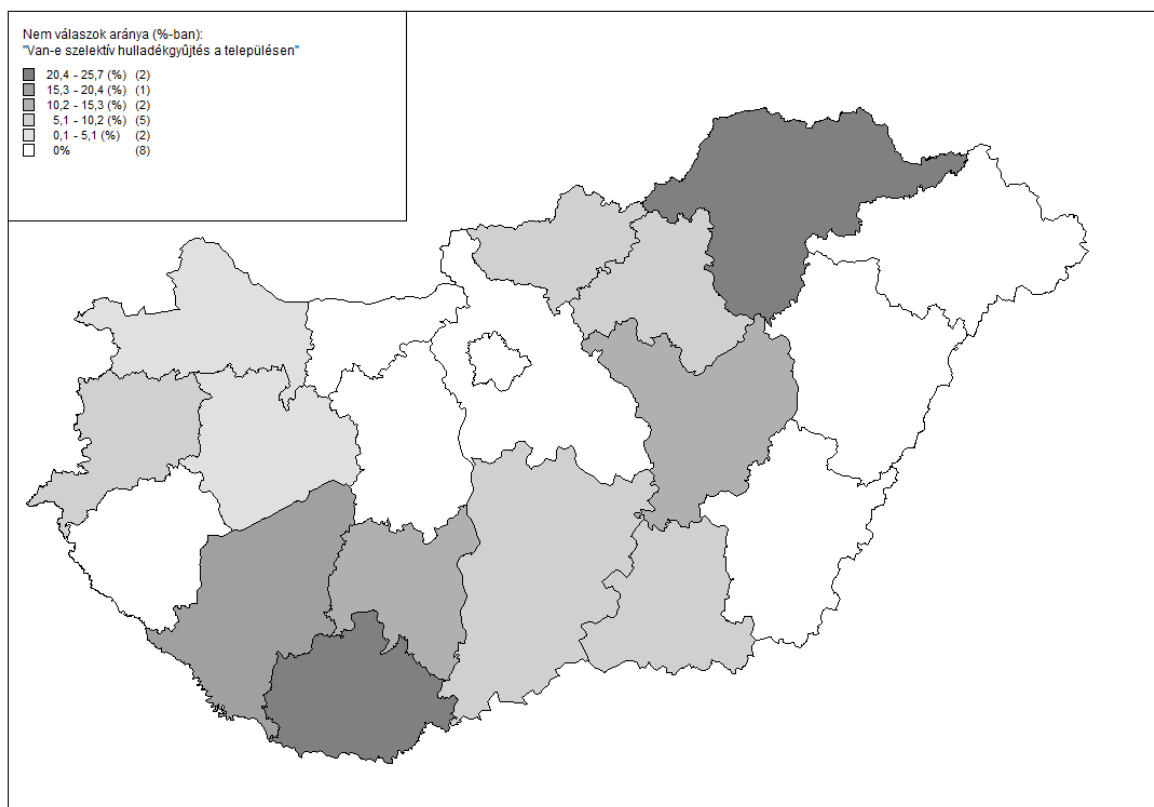 Nem válaszok aránya (%-ban):
"Van-e szelektív hulladékgyűjtés a településen"
20,4 - 25,7 (%) (2)
15,3 - 20,4 (%) (1)
10,2 - 15,3 (%) (2)
5,1 - 10,2 (%) (5)
0,1 - 5,1 (%) (2)
0% (8)